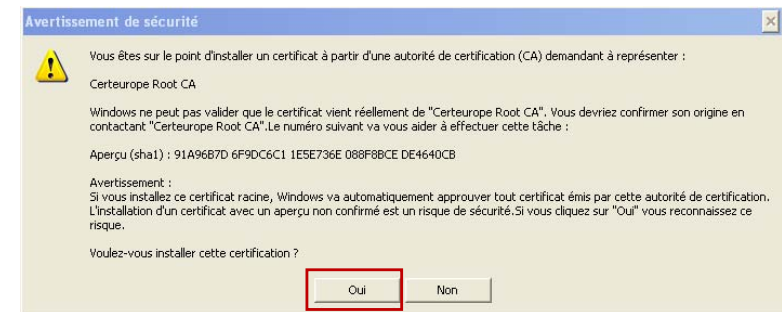 Avertissement de sécurité
Vous êtes sur le point d'installer un certificat à partir d'une autorité de certification (CA) demandant à représenter :
Certeurope Root CA
Windows ne peut pas valider que le certificat vient réellement de "Certeurope Root CA". Vous devriez confirmer son origine en
contactant "Certeurope Root CA".Le numéro suivant va vous aider à effectuer cette tâche :
Aperçu (sha1) : 91A96B7D 6F9DC6C1 1E5E736E 088F8BCE DE4640CB
Avertissement :
Si vous installez ce certificat racine, Windows va automatiquement approuver tout certificat émis par cette autorité de certification.
L'installation d'un certificat avec un aperçu non confirmé est un risque de sécurité.Si vous cliquez sur "Oui" vous reconnaissez ce
risque.
Voulez-vous installer cette certification ?
Oui
Non